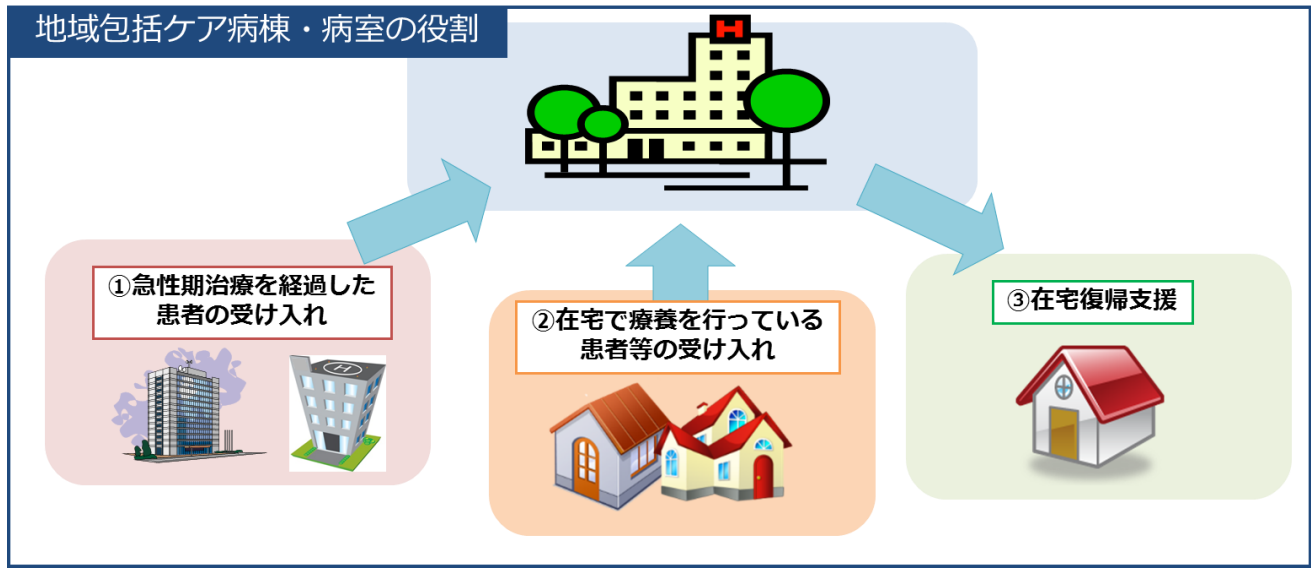 地域包括ケア病棟・病室の役割
H
①急性期治療を経過した
患者の受け入れ
H
②在宅で療養を行っている
患者等の受け入れ
③在宅復帰支援